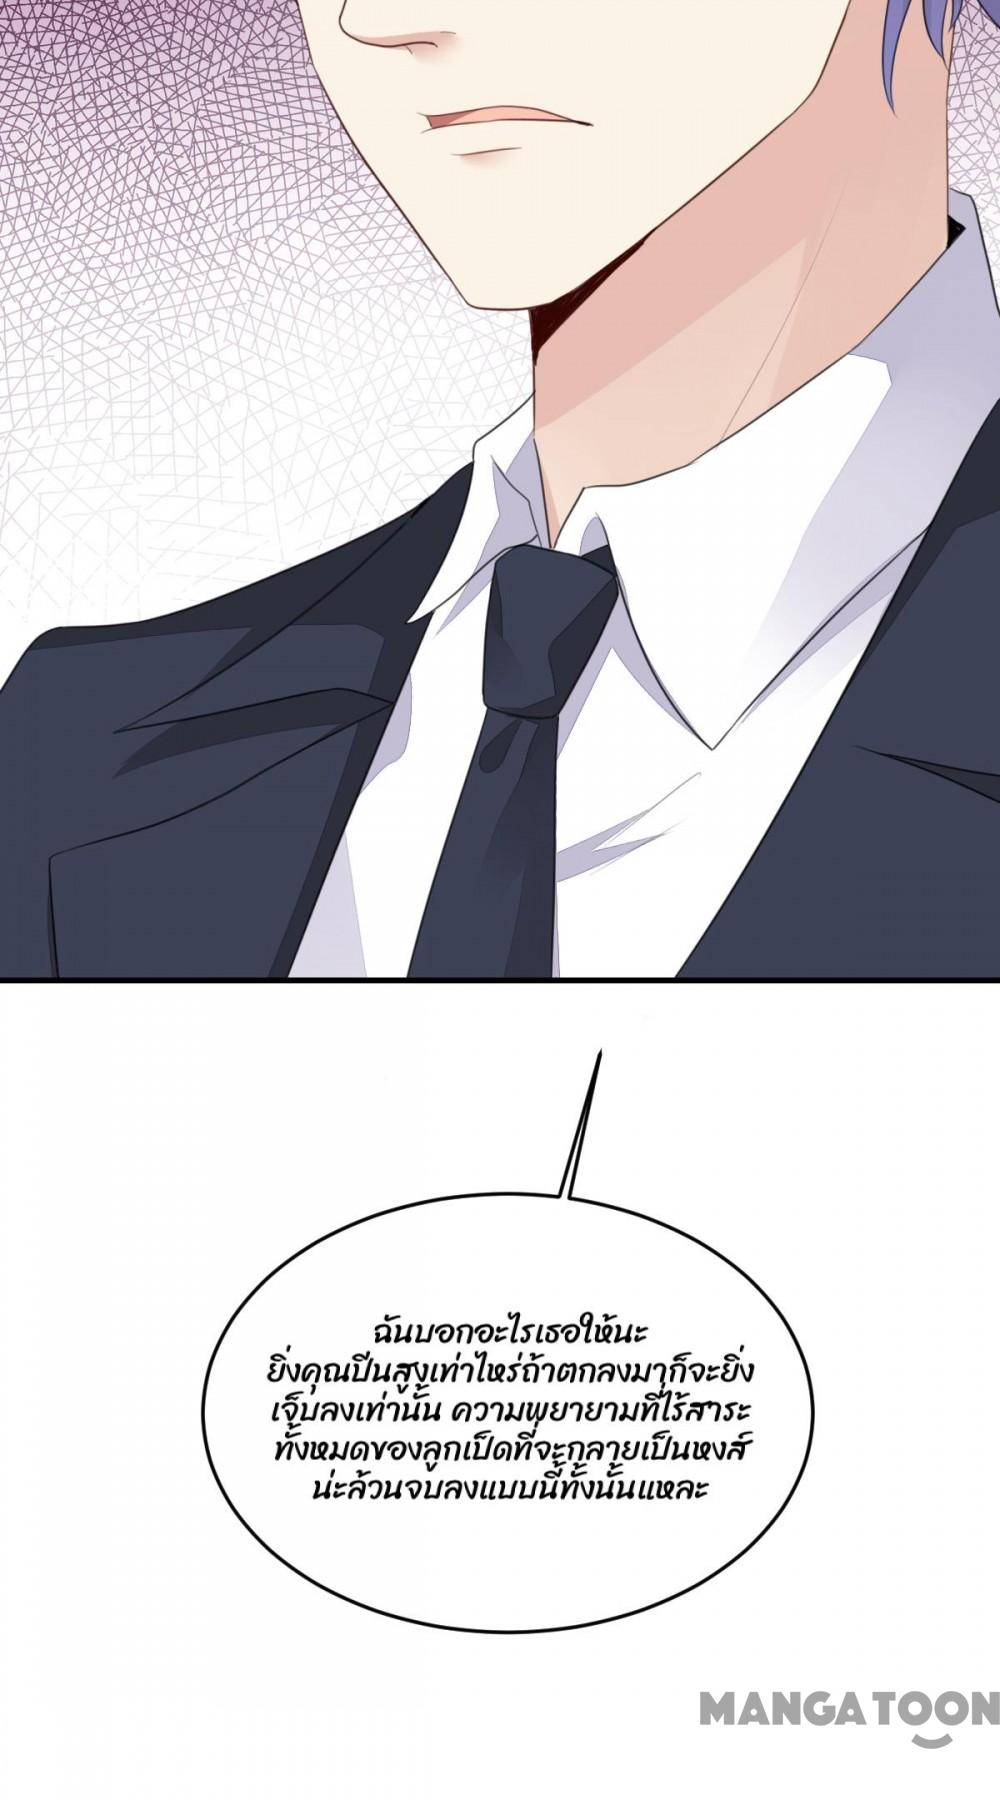 ฉันบอกอะไรเธอให้นะ
ยิ่งคุณปีนสูงเท่าไหร่ถ้าตกลงมาก็จะยิ่ง
เจ็บลงเท่านั้น ความพยายามที่ไร้สาระ
ทั้งหมดของลูกเป็ดที่จะกลายเป็นหงส์
น่ะล้วนจบลงแบบนี้ทั้งนั้นแหละ
MANGATOON